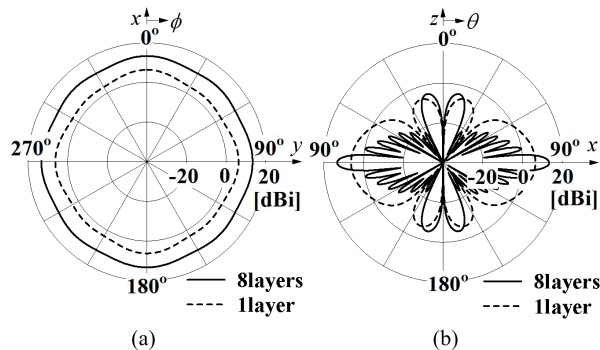 x ϕ
0°
270°
90° y
-20 0 20
[dBi]
180°
8layers
1layer
(a)
z θ
0°
90°
90° x
-20 0 20
[dBi]
180°
8layers
1layer
(b)